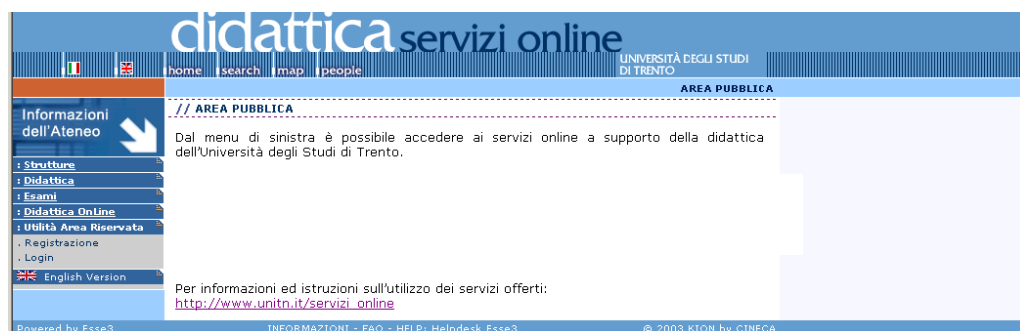 didattica servizi online
UNIVERSITÀ DEGLI STUDI
DI TRENTO
home search map people
AREA PUBBLICA
Informazioni
dell'Ateneo
: Strutture
: Didattica
: Esami
: Didattica OnLine
: Utilità Area Riservata
. Registrazione
. Login
English Version
// AREA PUBBLICA
Dal menu di sinistra è possibile accedere ai servizi online a supporto della didattica
dell'Università degli Studi di Trento.
Per informazioni ed istruzioni sull'utilizzo dei servizi offerti:
http://www.unitn.it/servizi_online
Powered by Esse3 INFORMAZIONI - FAQ - HELP: Helpdesk Esse3 © 2003 KION by CINECA